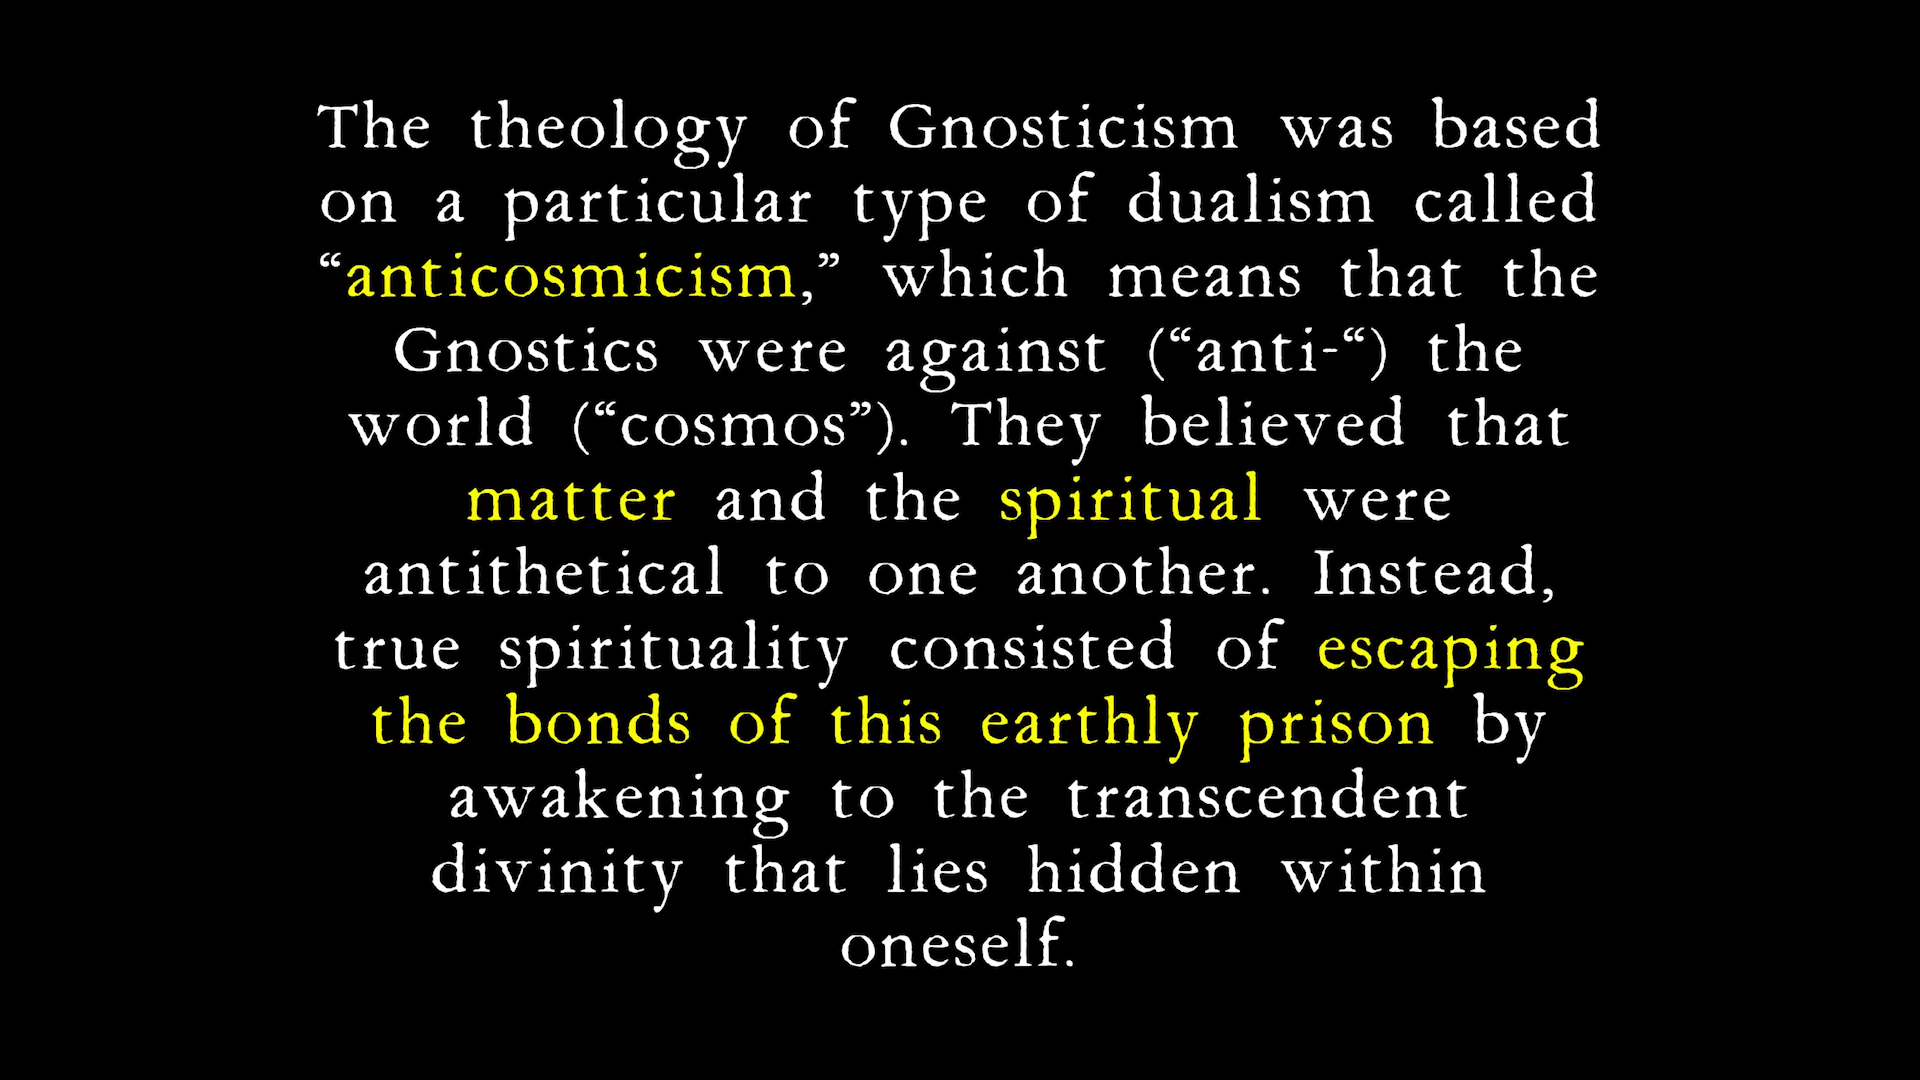 The theology of Gnosticism was based
on a particular type of dualism called
“anticosmicism,” which means that the
Gnostics were against (“anti-“) the
world (“cosmos”). They believed that
matter and the spiritual were
antithetical to one another. Instead,
true spirituality consisted of escaping
the bonds of this earthly prison by
awakening to the transcendent
divinity that lies hidden within
oneself.